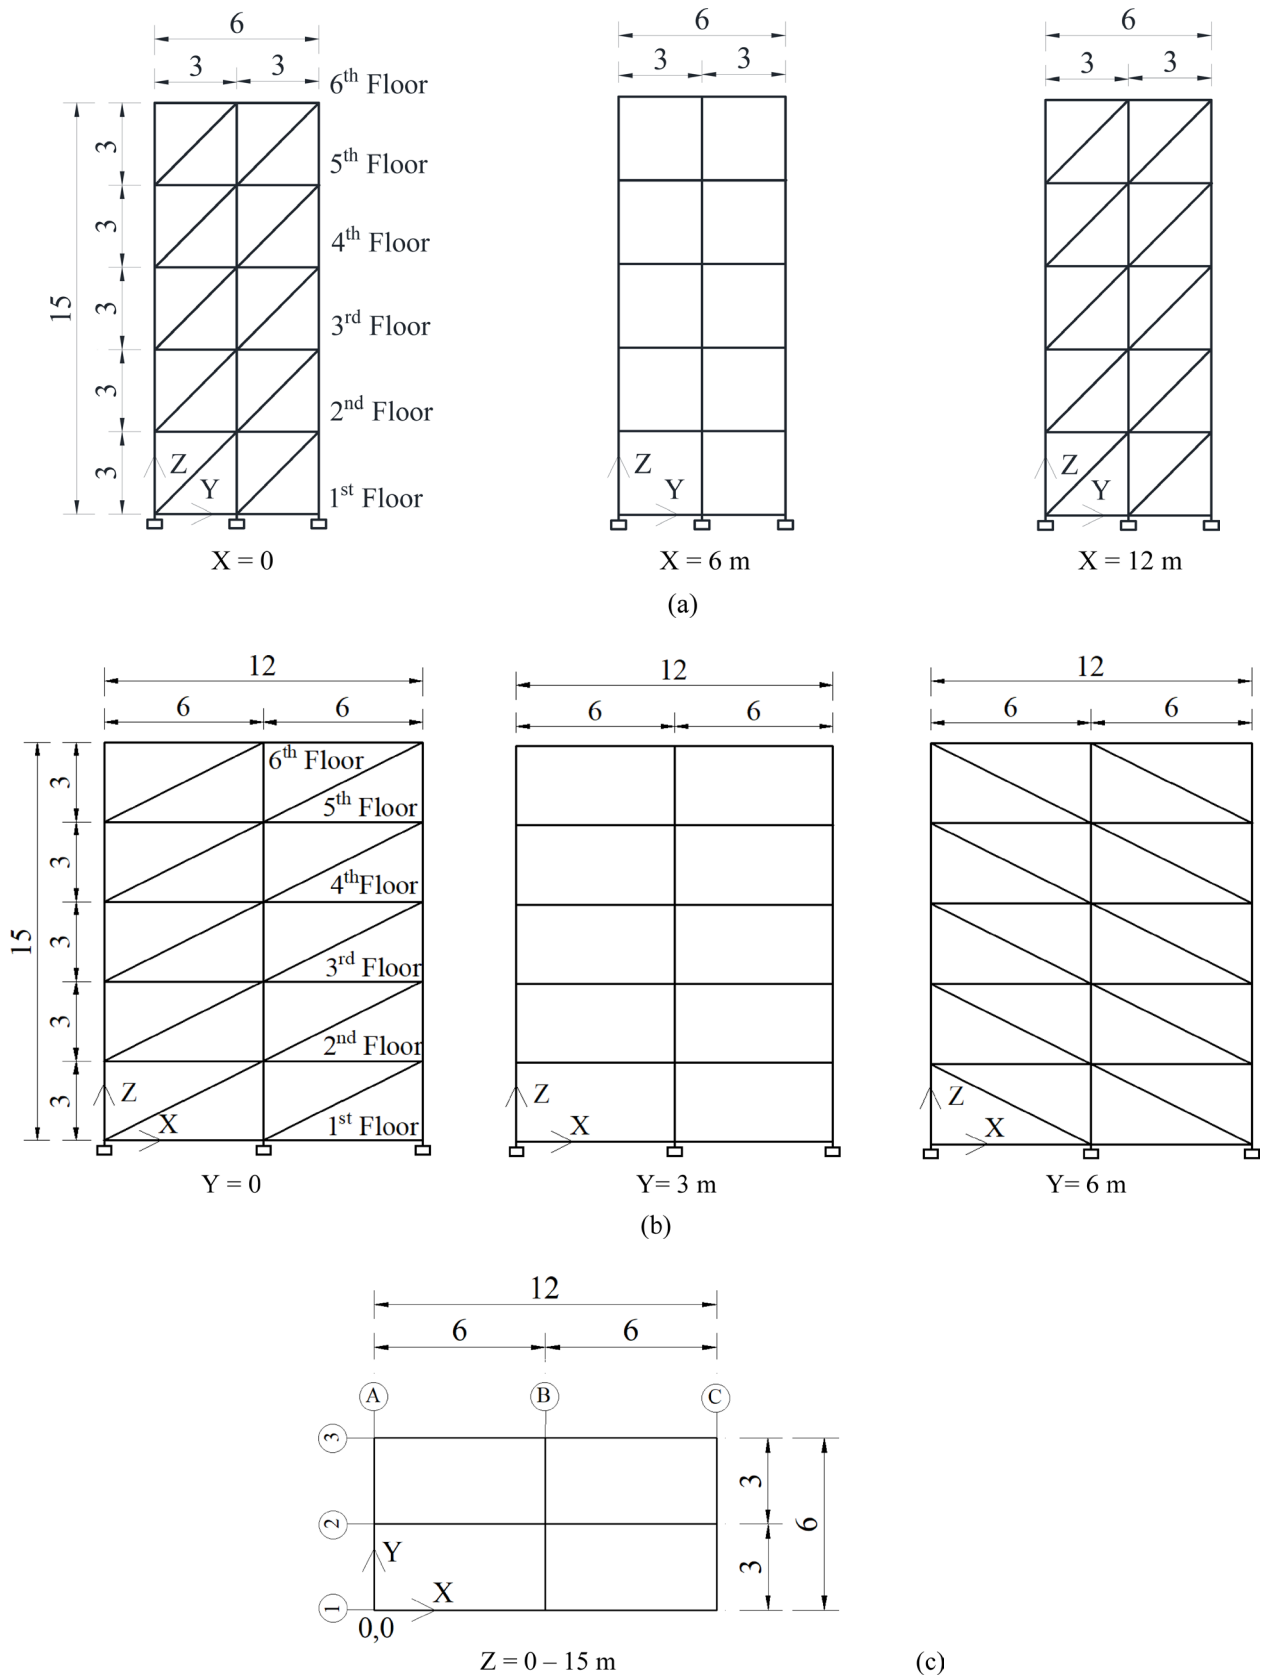 6 6 6
3 3 3 3 3 3
6th Floor
5th Floor
4th Floor
3rd Floor
2nd Floor
1st Floor
15
3
3
3
3
3
Z Y Z Y Z Y
X = 0 X = 6 m X = 12 m
(a)
12 12 12
6 6 6 6 6 6
6th Floor
5th Floor
4thFloor
3rd Floor
2nd Floor
1st Floor
15
3
3
3
3
3
Z X Z X Z X
Y = 0 Y= 3 m Y= 6 m
(b)
12
6 6
A B C
3
2
1
3
3
6
Y
X
0,0
Z = 0 – 15 m (c)